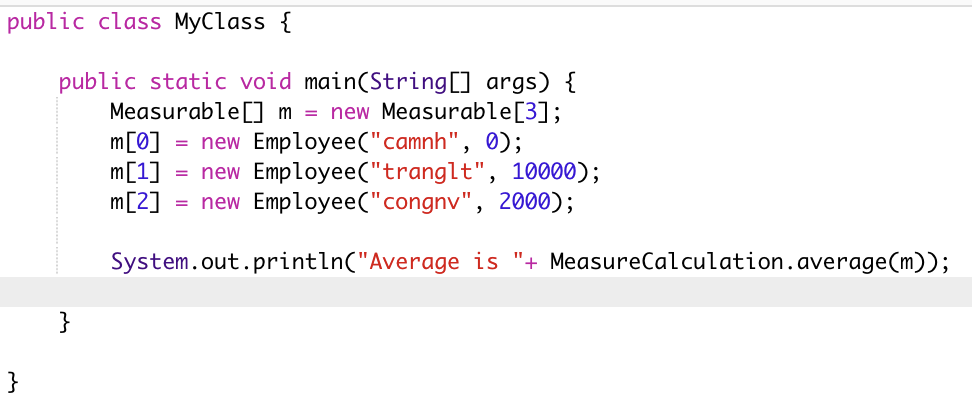 public class MyClass {
public static void main(String[] args) {
Measurable[] m = new Measurable[3];
m[0] = new Employee("camnh", 0);
m[1] = new Employee("tranglt", 10000);
m[2] = new Employee("congnv", 2000);
System.out.println("Average is "+ MeasureCalculation.average(m));
}
}